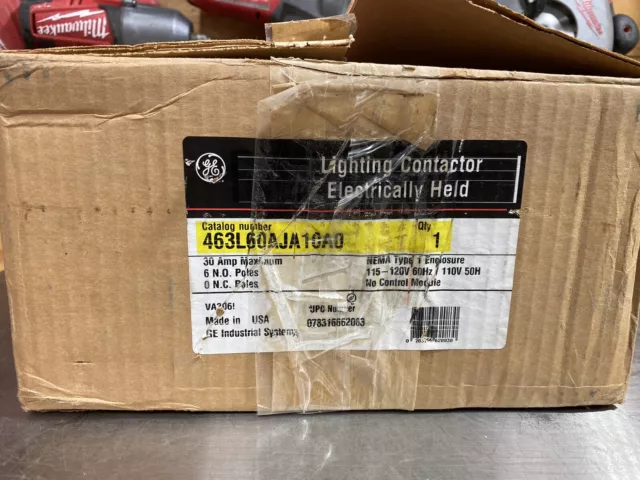 Milwaukee
GE
Lighting Contactor
Electrically Held
Catalog number Qty
463L60AJA10A0 1
30 Amp Maximum NEMA Type 1 Enclosure
6 N.O. Poles 115-120V 60Hz / 110V 50H
0 N.C. Poles No Control Module
UPC Number
Made in USA 078316662063
GE Industrial Systems